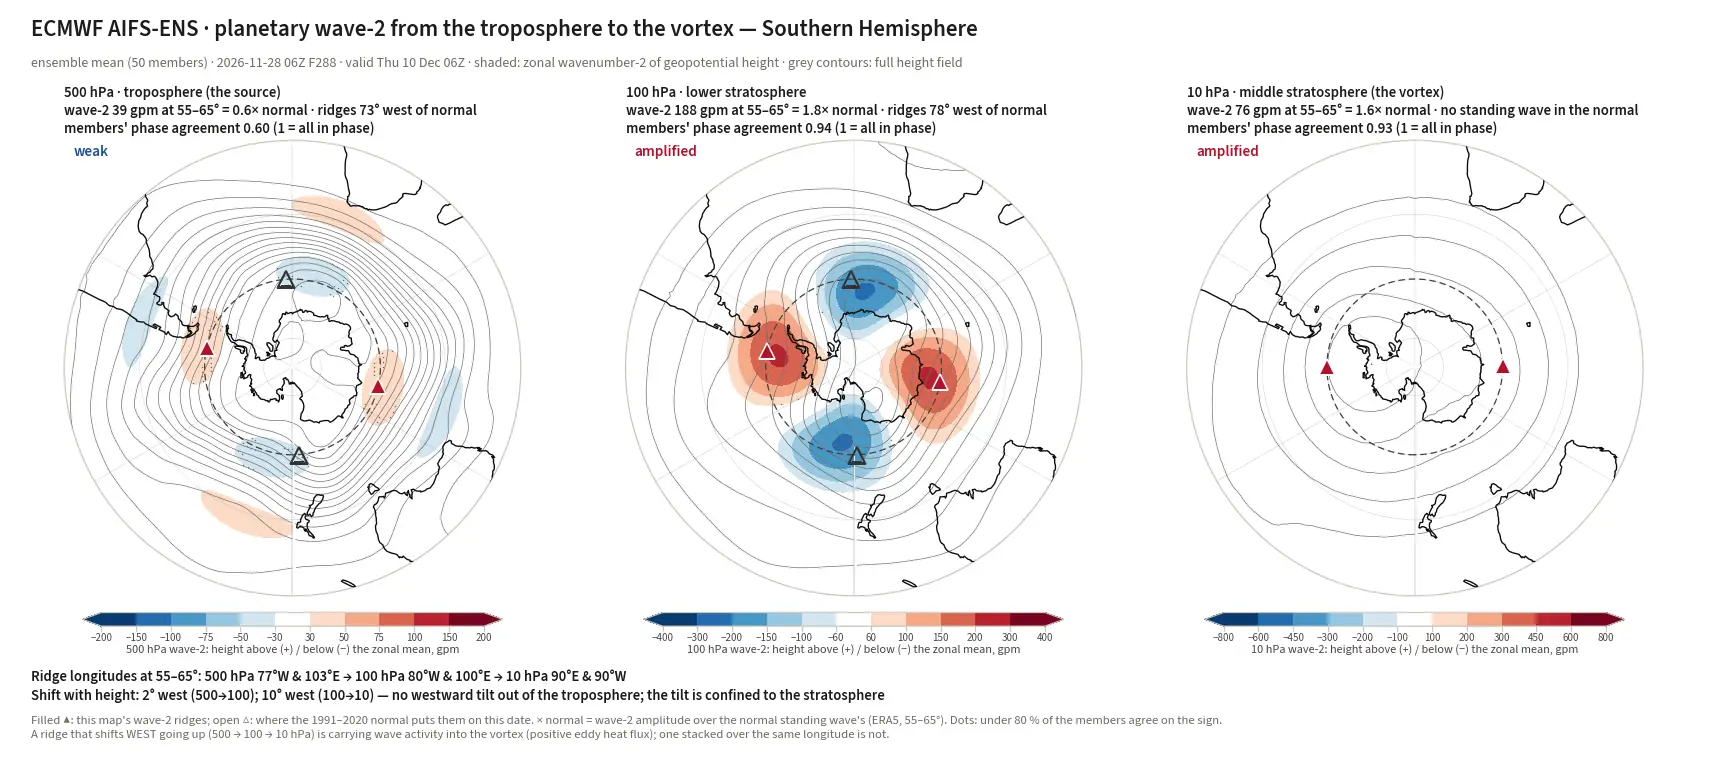 ECMWF AIFS-ENS · planetary wave-2 from the troposphere to the vortex — Southern Hemisphere
ensemble mean (50 members) · 2026-11-28 06Z F288 · valid Thu 10 Dec 06Z · shaded: zonal wavenumber-2 of geopotential height · grey contours: full height field
500 hPa · troposphere (the source)
wave-2 39 gpm at 55–65° = 0.6× normal · ridges 73° west of normal
members' phase agreement 0.60 (1 = all in phase)
weak
100 hPa · lower stratosphere
wave-2 188 gpm at 55–65° = 1.8× normal · ridges 78° west of normal
members' phase agreement 0.94 (1 = all in phase)
amplified
10 hPa · middle stratosphere (the vortex)
wave-2 76 gpm at 55–65° = 1.6× normal · no standing wave in the normal
members' phase agreement 0.93 (1 = all in phase)
amplified
−200 −150 −100 −75 −50 −30 30 50 75 100 150 200
500 hPa wave-2: height above (+) / below (−) the zonal mean, gpm
−400 −300 −200 −150 −100 −60 60 100 150 200 300 400
100 hPa wave-2: height above (+) / below (−) the zonal mean, gpm
−800 −600 −450 −300 −200 −100 100 200 300 450 600 800
10 hPa wave-2: height above (+) / below (−) the zonal mean, gpm
Ridge longitudes at 55–65°: 500 hPa 77°W & 103°E → 100 hPa 80°W & 100°E → 10 hPa 90°E & 90°W
Shift with height: 2° west (500→100); 10° west (100→10) — no westward tilt out of the troposphere; the tilt is confined to the stratosphere
Filled ▲: this map's wave-2 ridges; open △: where the 1991–2020 normal puts them on this date. × normal = wave-2 amplitude over the normal standing wave's (ERA5, 55–65°). Dots: under 80 % of the members agree on the sign.
A ridge that shifts WEST going up (500 → 100 → 10 hPa) is carrying wave activity into the vortex (positive eddy heat flux); one stacked over the same longitude is not.